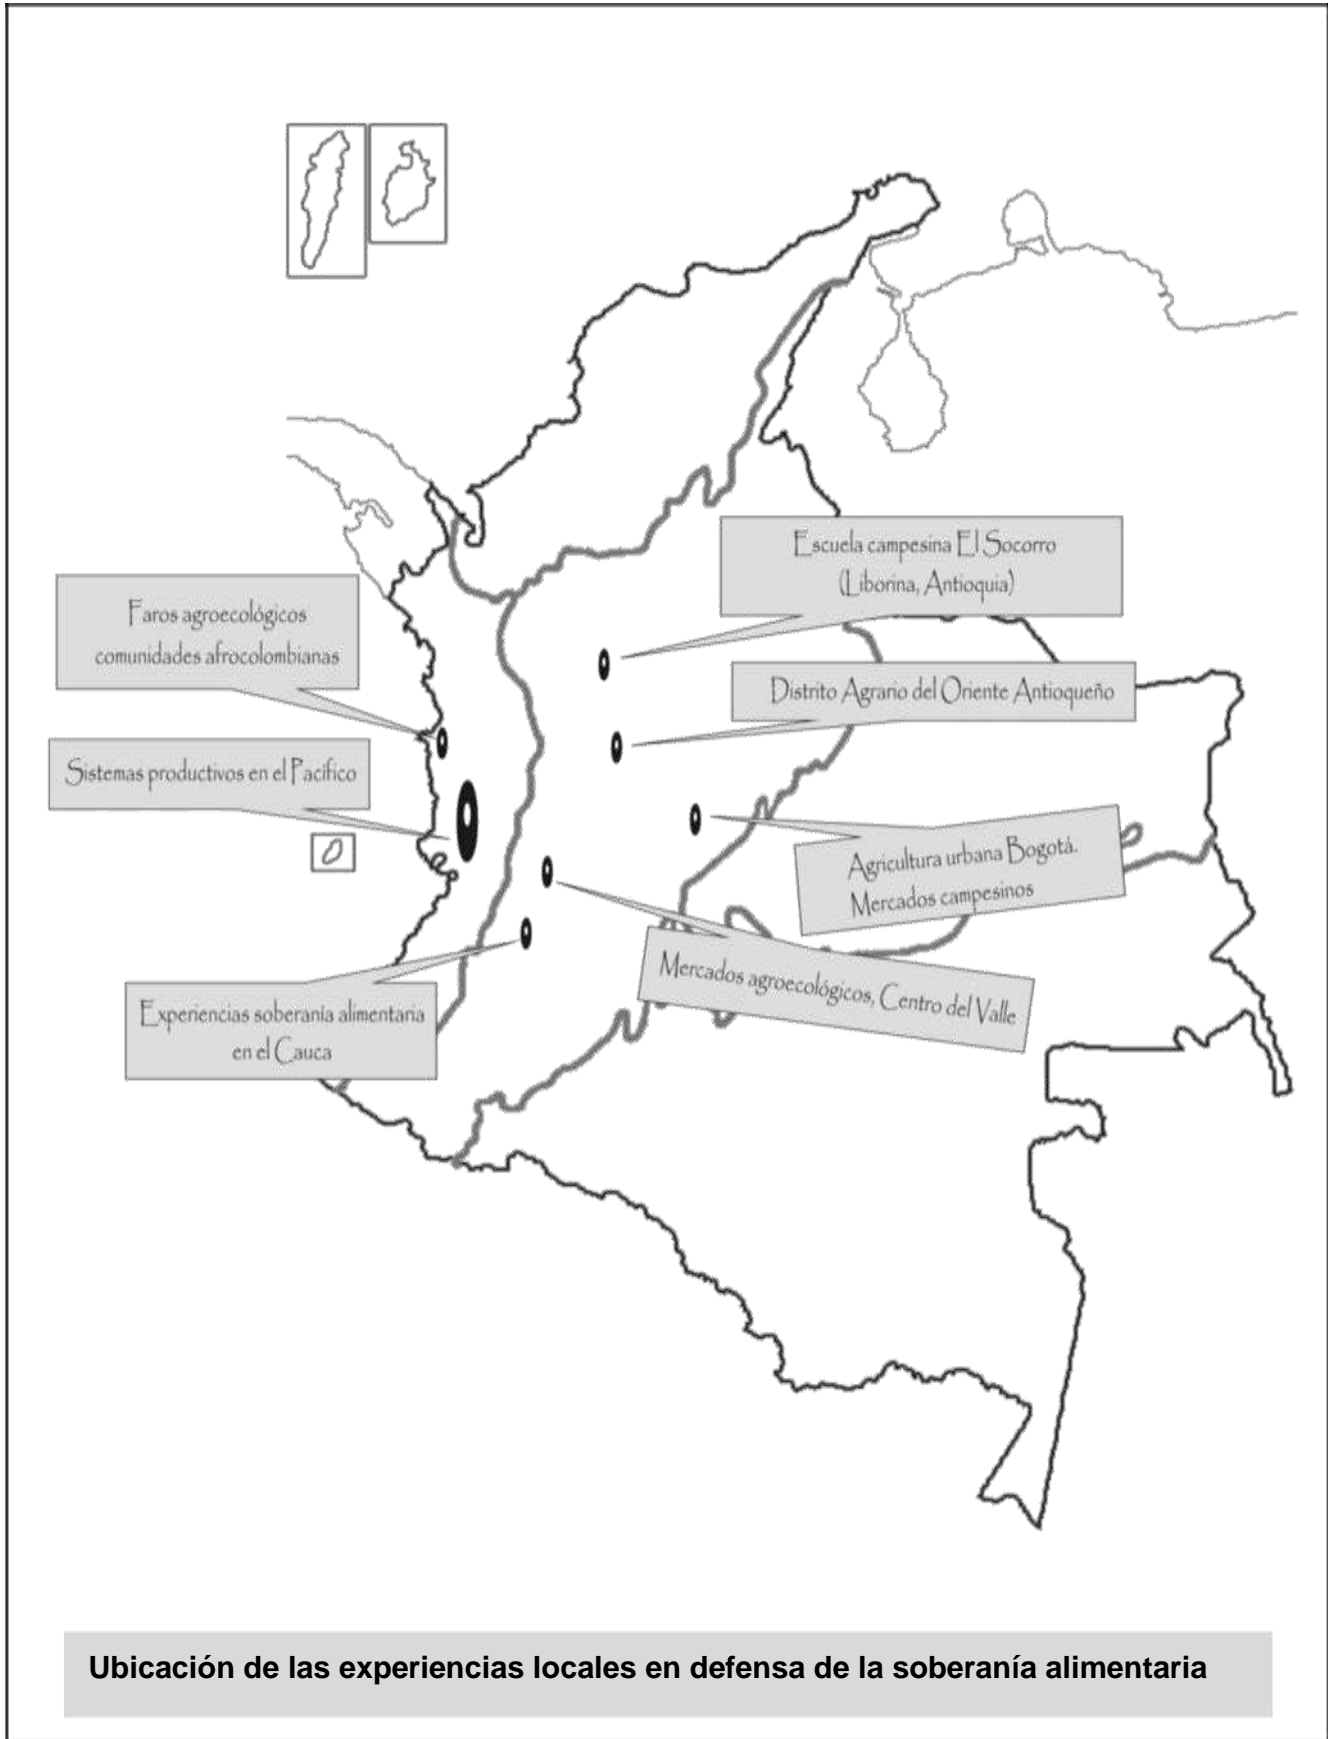 Escuela campesina El Socorro
(Liborina, Antioquia)
Faros agroecológicos
comunidades afrocolombianas
Distrito Agrario del Oriente Antioqueño
Sistemas productivos en el Pacífico
Agricultura urbana Bogotá.
Mercados campesinos
Mercados agroecológicos, Centro del Valle
Experiencias soberanía alimentaria
en el Cauca
Ubicación de las experiencias locales en defensa de la soberanía alimentaria